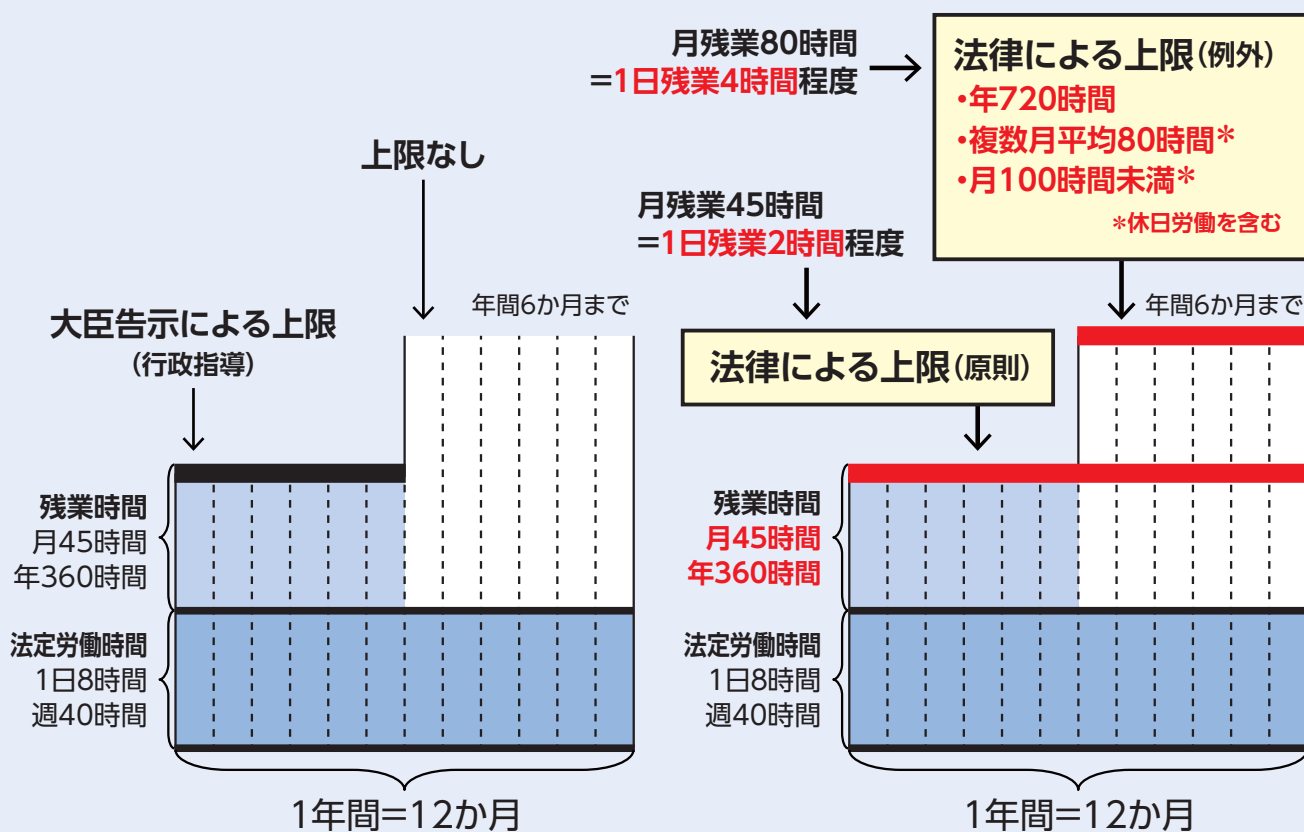 上限なし
年間6か月まで
大臣告示による上限
(行政指導)
残業時間
月45時間
年360時間
法定労働時間
1日8時間
週40時間
1年間=12か月
月残業80時間
=1日残業4時間程度
法律による上限(例外)
・年720時間
・複数月平均80時間*
・月100時間未満*
*休日労働を含む
月残業45時間
=1日残業2時間程度
年間6か月まで
法律による上限(原則)
残業時間
月45時間
年360時間
法定労働時間
1日8時間
週40時間
1年間=12か月